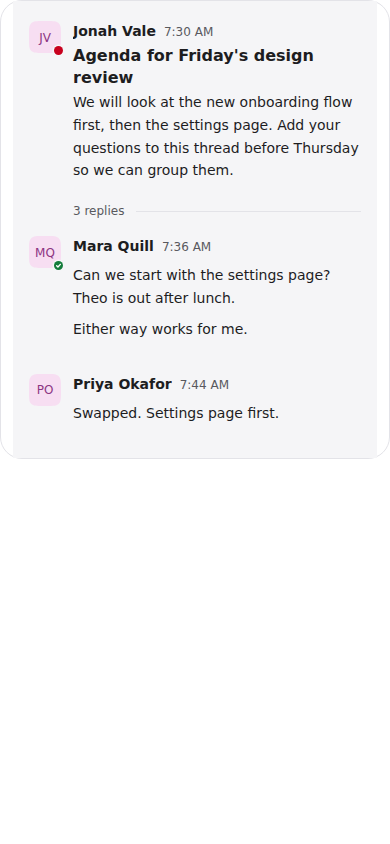 JV
Jonah Vale 7:30 AM
Agenda for Friday's design
review
We will look at the new onboarding flow
first, then the settings page. Add your
questions to this thread before Thursday
so we can group them.
3 replies
MQ
Mara Quill 7:36 AM
Can we start with the settings page?
Theo is out after lunch.
Either way works for me.
PO
Priya Okafor 7:44 AM
Swapped. Settings page first.